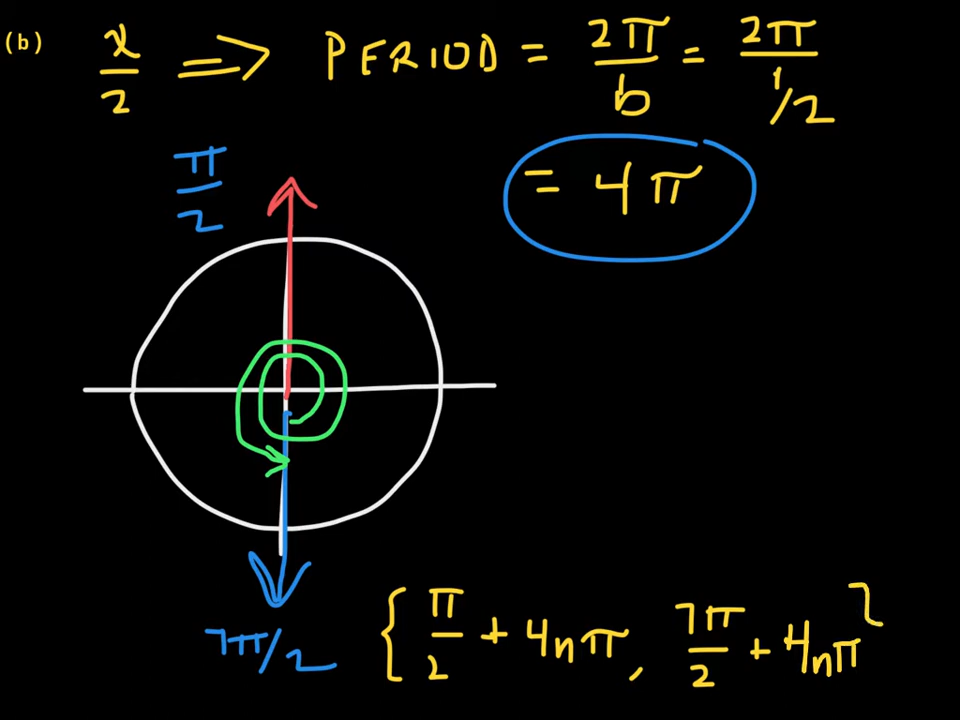 (b) x/2 ⇒ PERIOD = 2π/b = 2π/1/2
= 4π
π/2
7π/2
{π/2 + 4nπ, 7π/2 + 4nπ}